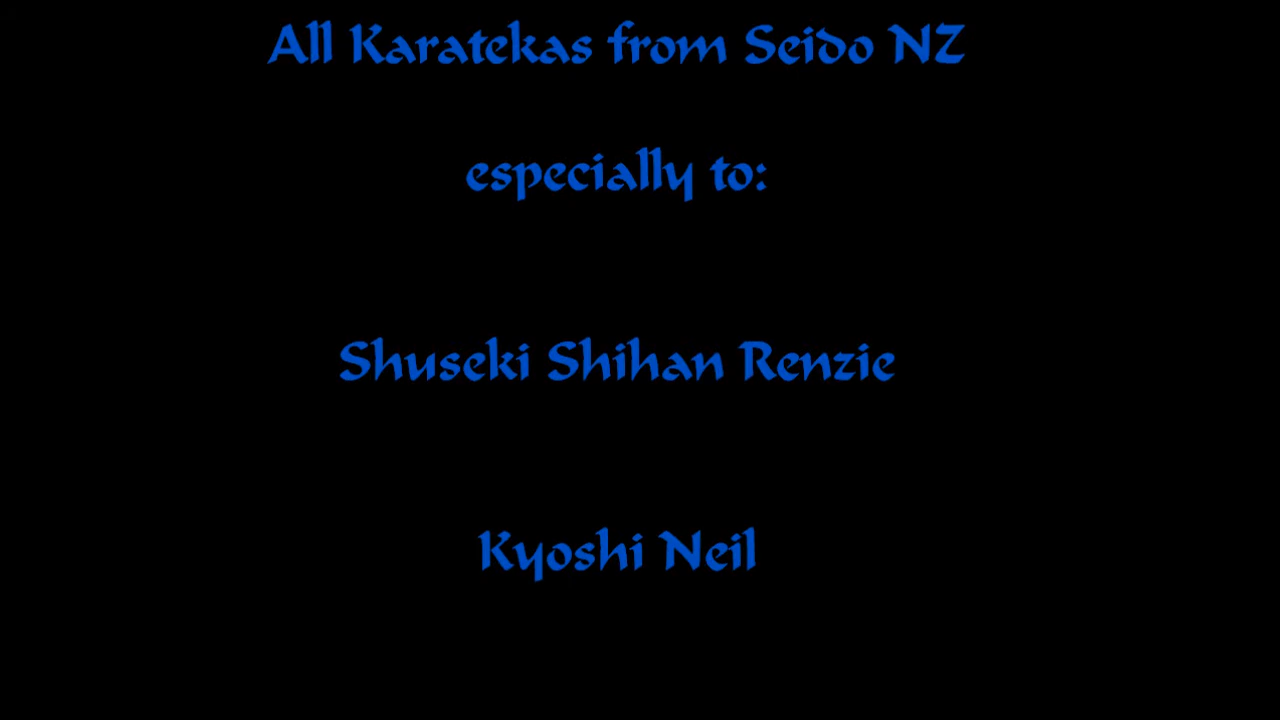 All Karatekas from Seido NZ
especially to:
Shuseki Shihan Renzie
Kyoshi Neil